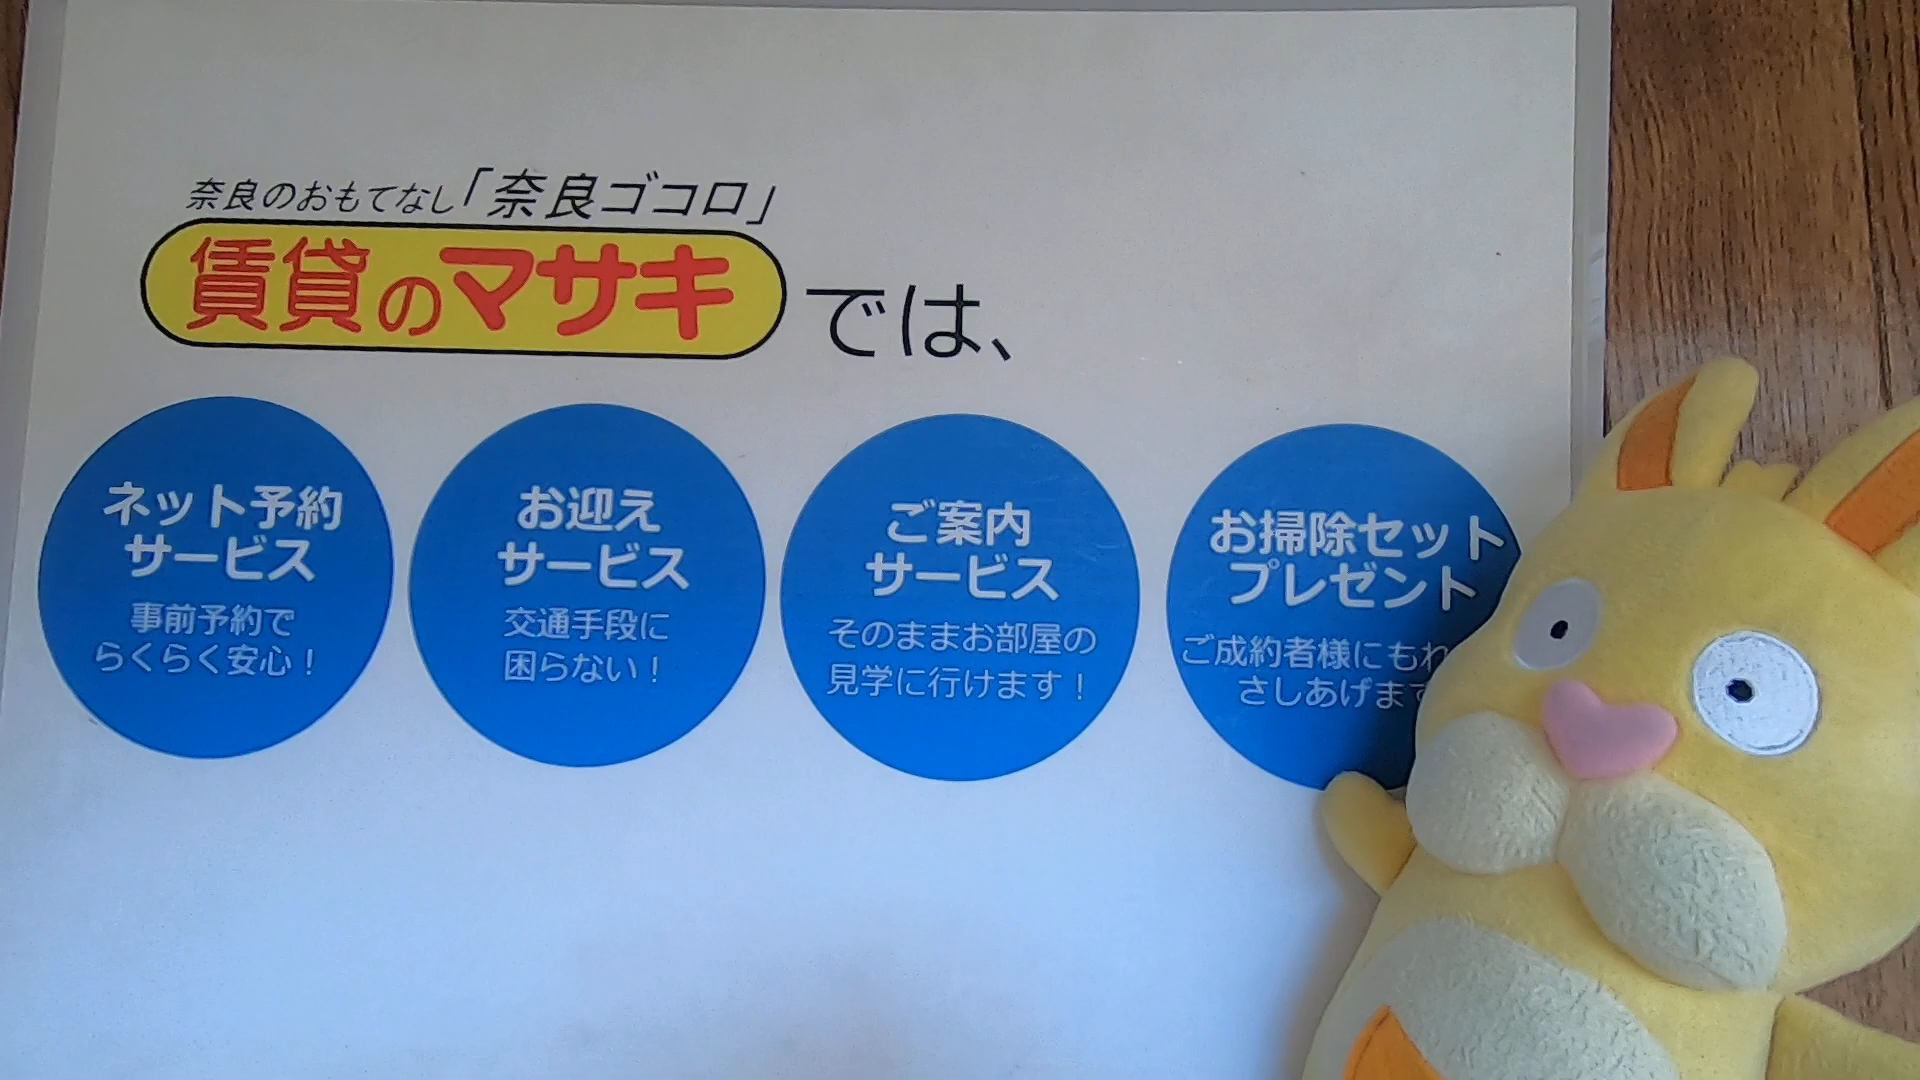 奈良のおもてなし「奈良ゴコロ」
賃貸のマサキでは、
ネット予約
サービス
事前予約で
らくらく安心！
お迎え
サービス
交通手段に
困らない！
ご案内
サービス
そのままお部屋の
見学に行けます！
お掃除セット
プレゼント
ご成約者様にもれ
さしあげます